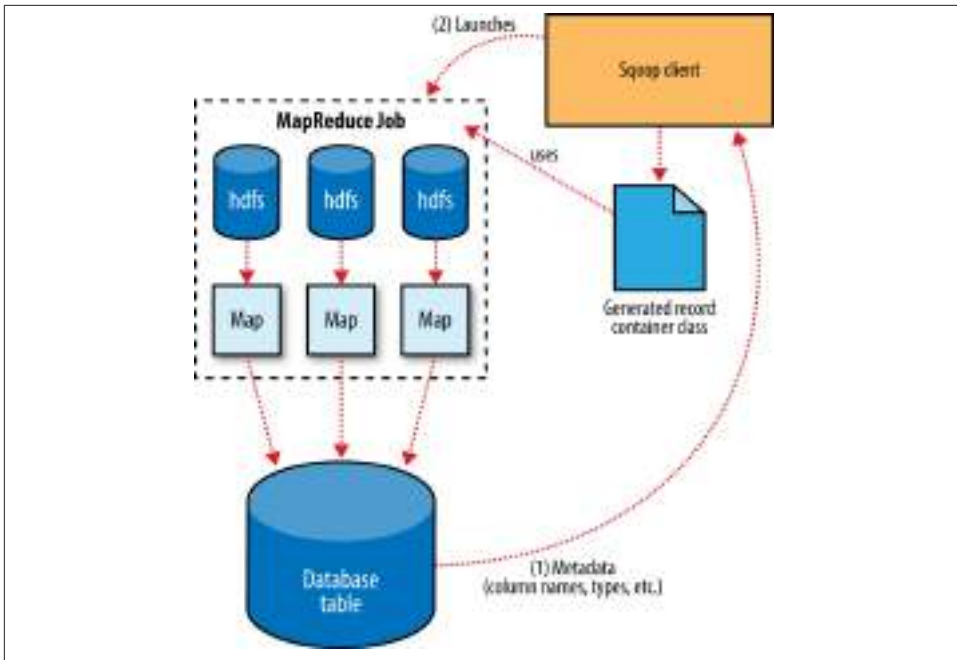 (2) Launches
Sqoop client
MapReduce Job
hdfs
hdfs
hdfs
uses
Map
Map
Map
Generated record
container class
(1) Metadata
(column names, types, etc.)
Database
table